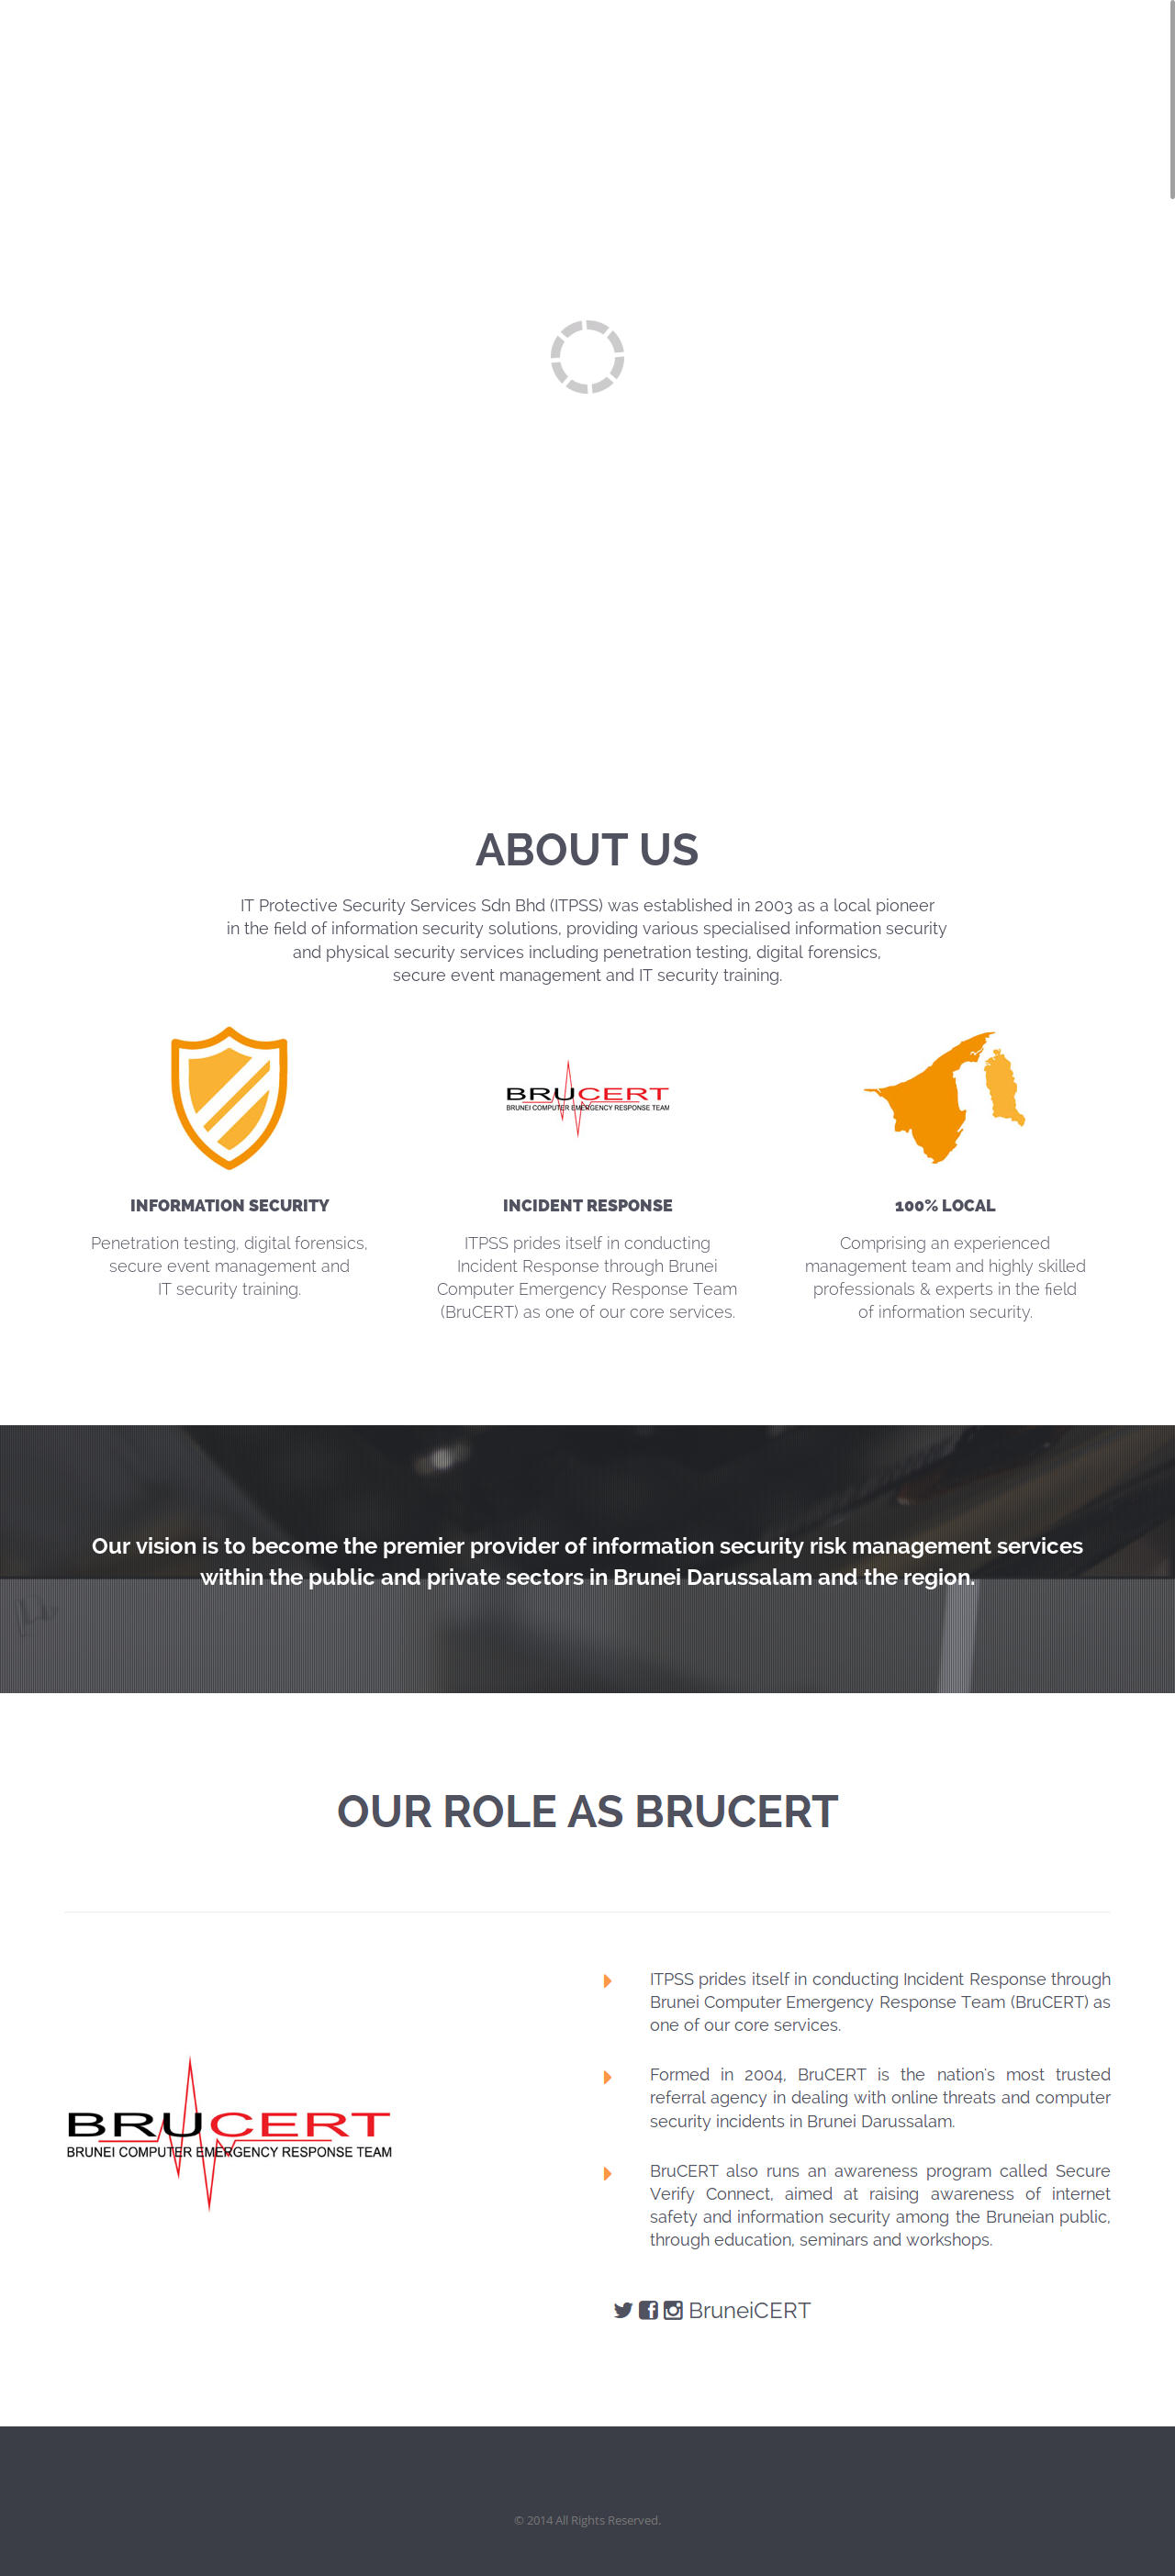 ABOUT US
IT Protective Security Services Sdn Bhd (ITPSS) was established in 2003 as a local pioneer
in the field of information security solutions, providing various specialised information security
and physical security services including penetration testing, digital forensics,
secure event management and IT security training.
BRUCERT
BRUNEI COMPUTER EMERGENCY RESPONSE TEAM
INFORMATION SECURITY
Penetration testing, digital forensics,
secure event management and
IT security training.
INCIDENT RESPONSE
ITPSS prides itself in conducting
Incident Response through Brunei
Computer Emergency Response Team
(BruCERT) as one of our core services.
100% LOCAL
Comprising an experienced
management team and highly skilled
professionals & experts in the field
of information security.
Our vision is to become the premier provider of information security risk management services
within the public and private sectors in Brunei Darussalam and the region.
OUR ROLE AS BRUCERT
BRUCERT
BRUNEI COMPUTER EMERGENCY RESPONSE TEAM
ITPSS prides itself in conducting Incident Response through
Brunei Computer Emergency Response Team (BruCERT) as
one of our core services.
Formed in 2004, BruCERT is the nation's most trusted
referral agency in dealing with online threats and computer
security incidents in Brunei Darussalam.
BruCERT also runs an awareness program called Secure
Verify Connect, aimed at raising awareness of internet
safety and information security among the Bruneian public,
through education, seminars and workshops.
BruneiCERT
© 2014 All Rights Reserved.